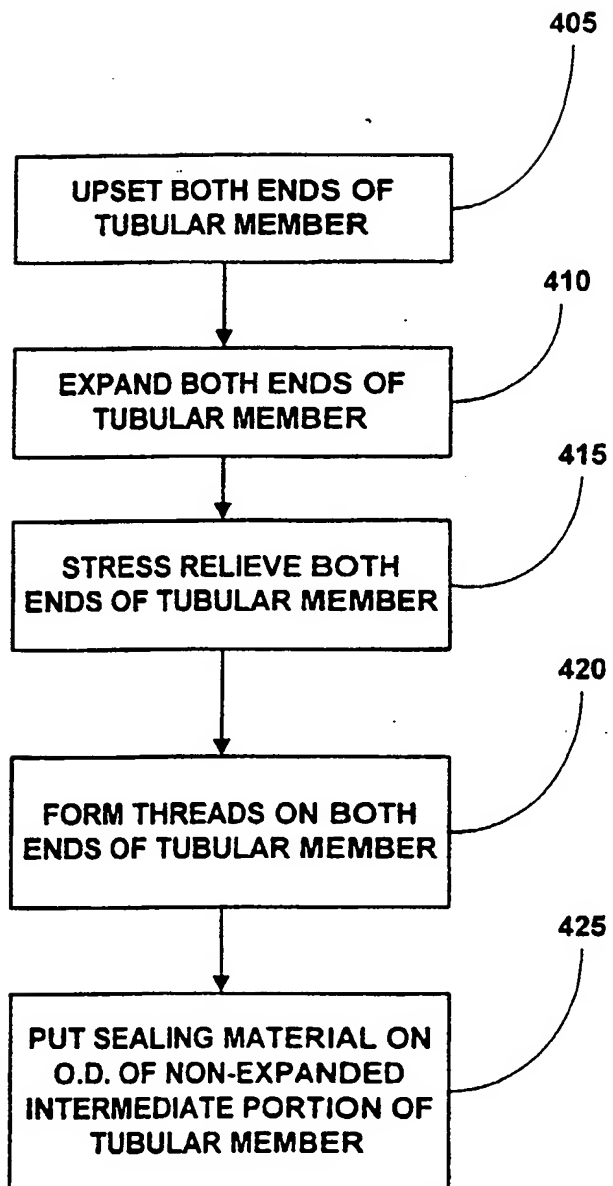 405
UPSET BOTH ENDS OF
TUBULAR MEMBER
410
EXPAND BOTH ENDS OF
TUBULAR MEMBER
415
STRESS RELIEVE BOTH
ENDS OF TUBULAR MEMBER
420
FORM THREADS ON BOTH
ENDS OF TUBULAR MEMBER
425
PUT SEALING MATERIAL ON
O.D. OF NON-EXPANDED
INTERMEDIATE PORTION OF
TUBULAR MEMBER